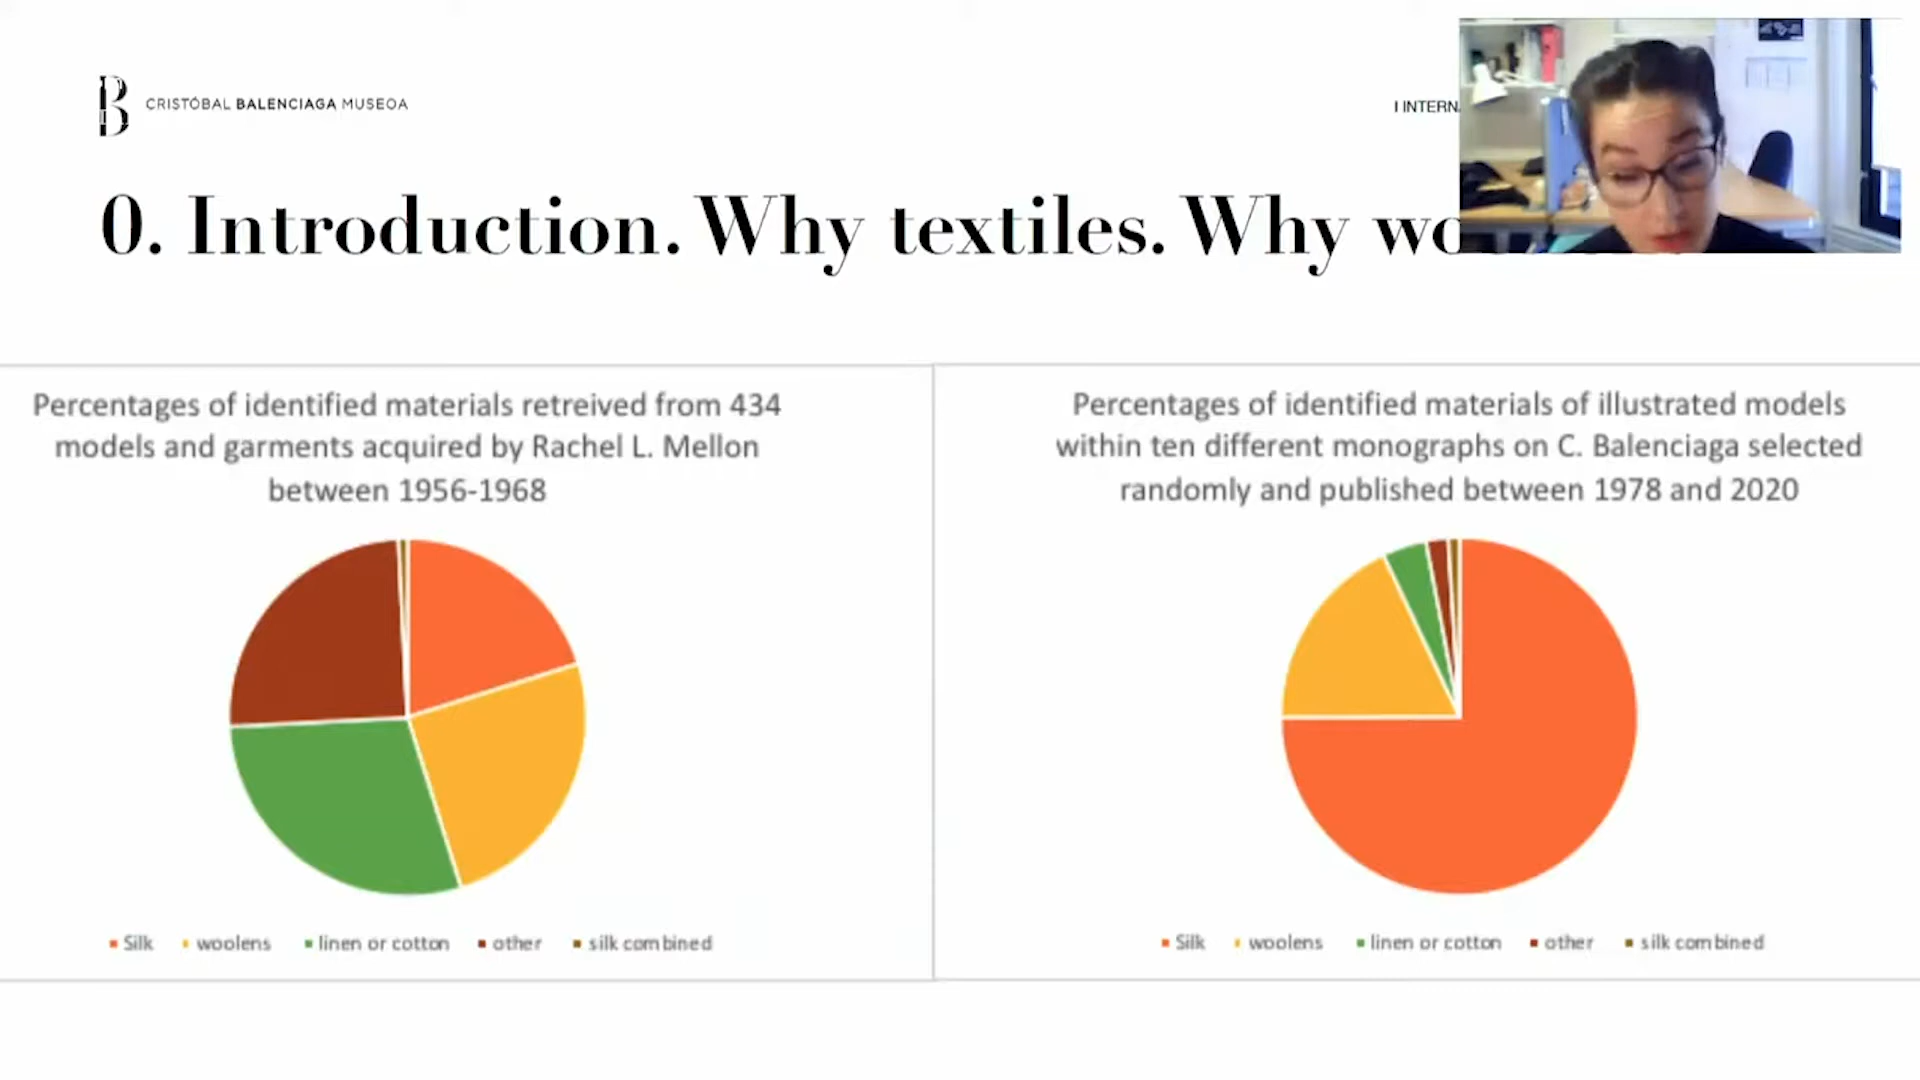 CRISTÓBAL BALENCIAGA MUSEOA
I INTERN
0. Introduction. Why textiles. Why wo
Percentages of identified materials retreived from 434
models and garments acquired by Rachel L. Mellon
between 1956-1968
Silk woolens linen or cotton other silk combined
Percentages of identified materials of illustrated models
within ten different monographs on C. Balenciaga selected
randomly and published between 1978 and 2020
Silk woolens linen or cotton other silk combined